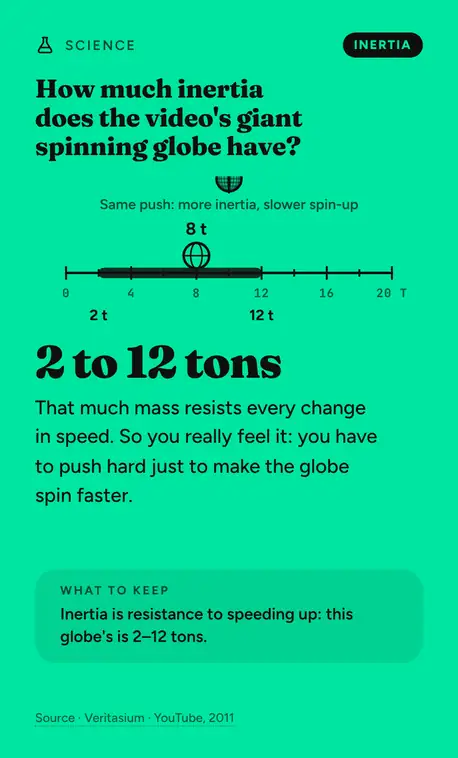 SCIENCE
INERTIA
How much inertia
does the video's giant
spinning globe have?
Same push: more inertia, slower spin-up
8 t
0 4 8 12 16 20 T
2 t 12 t
2 to 12 tons
That much mass resists every change
in speed. So you really feel it: you have
to push hard just to make the globe
spin faster.
WHAT TO KEEP
Inertia is resistance to speeding up: this
globe's is 2–12 tons.
Source · Veritasium · YouTube, 2011